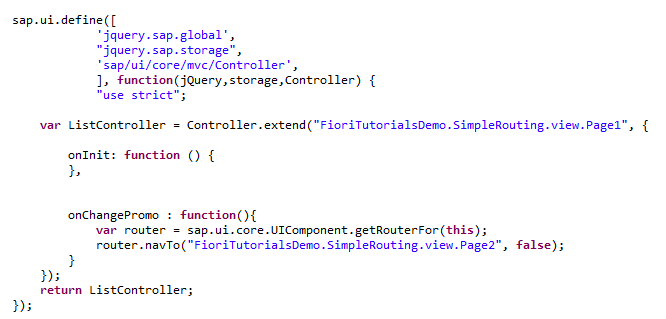 sap.ui.define([
'jquery.sap.global',
"jquery.sap.storage",
'sap/ui/core/mvc/Controller',
], function(jQuery,storage,Controller) {
"use strict";
var ListController = Controller.extend("FioriTutorialsDemo.SimpleRouting.view.Page1", {
onInit: function () {
},
onChangePromo : function(){
var router = sap.ui.core.UIComponent.getRouterFor(this);
router.navTo("FioriTutorialsDemo.SimpleRouting.view.Page2", false);
}
});
return ListController;
});